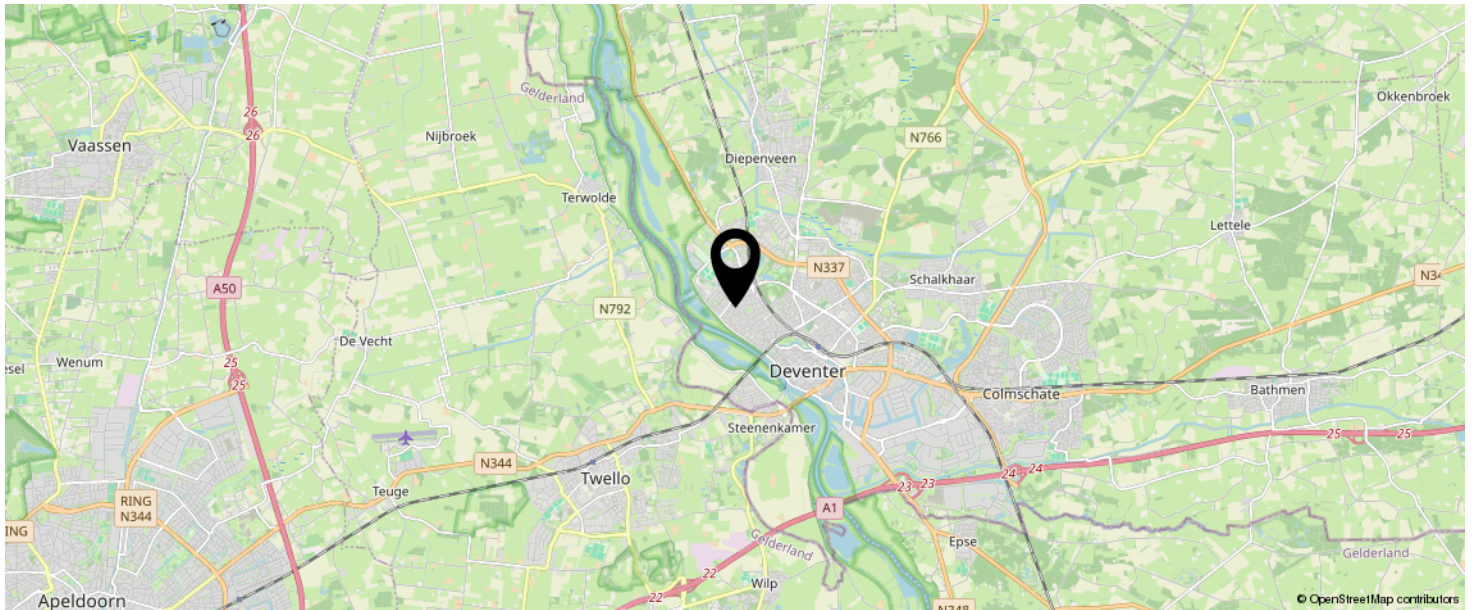 Gelderland
Okkenbroek
26
26
Nijbroek
N766
Vaassen
Diepenveen
Terwolde
Lettele
N337
Schalkhaar
A50
N792
De Vecht
Wenum
25
25
Deventer
Colmschate
Bathmen
Steenenkamer
25
25
N344
Twello
24
24
Teuge
23
23
RING
N344
A1
Epse
Gelderland
Gelderland
22
22
Wilp
Apeldoorn
© OpenStreetMap contributors